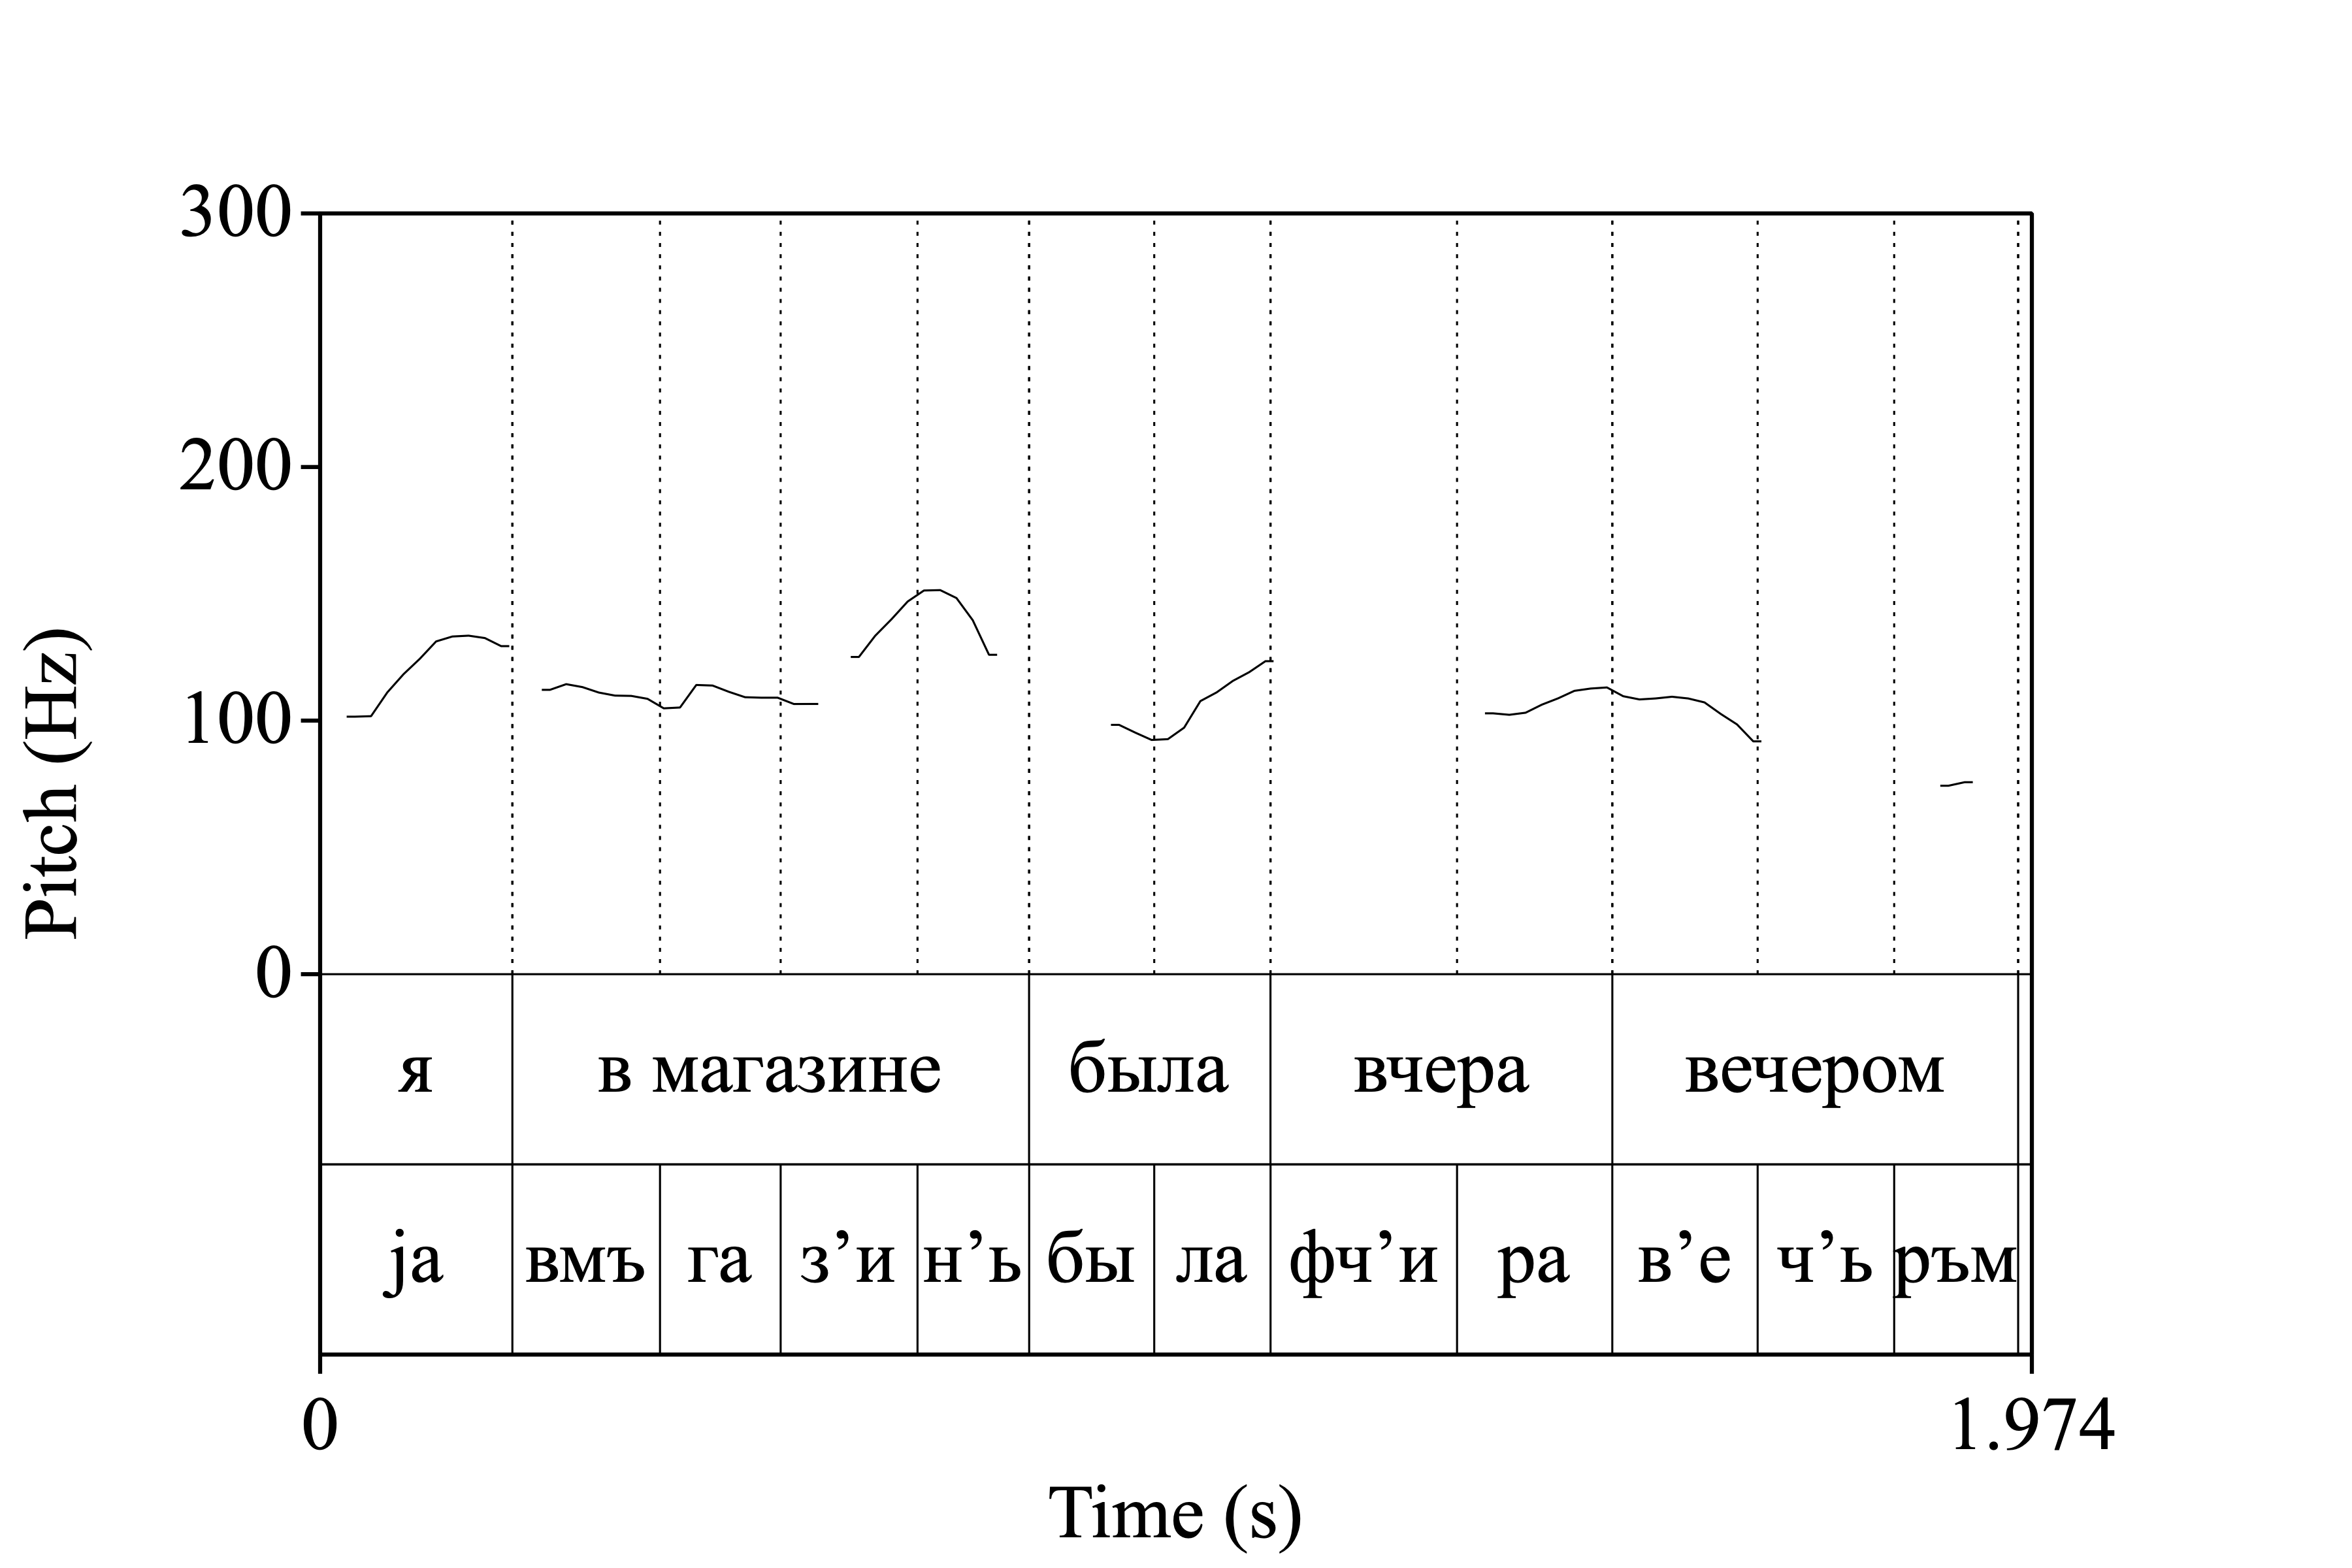 300
200
100
0
Pitch (Hz)
я в магазине была вчера вечером
ја вмъ га з’и н’ь бы ла фч’и ра в’е ч’ь ръм
0 1.974
Time (s)